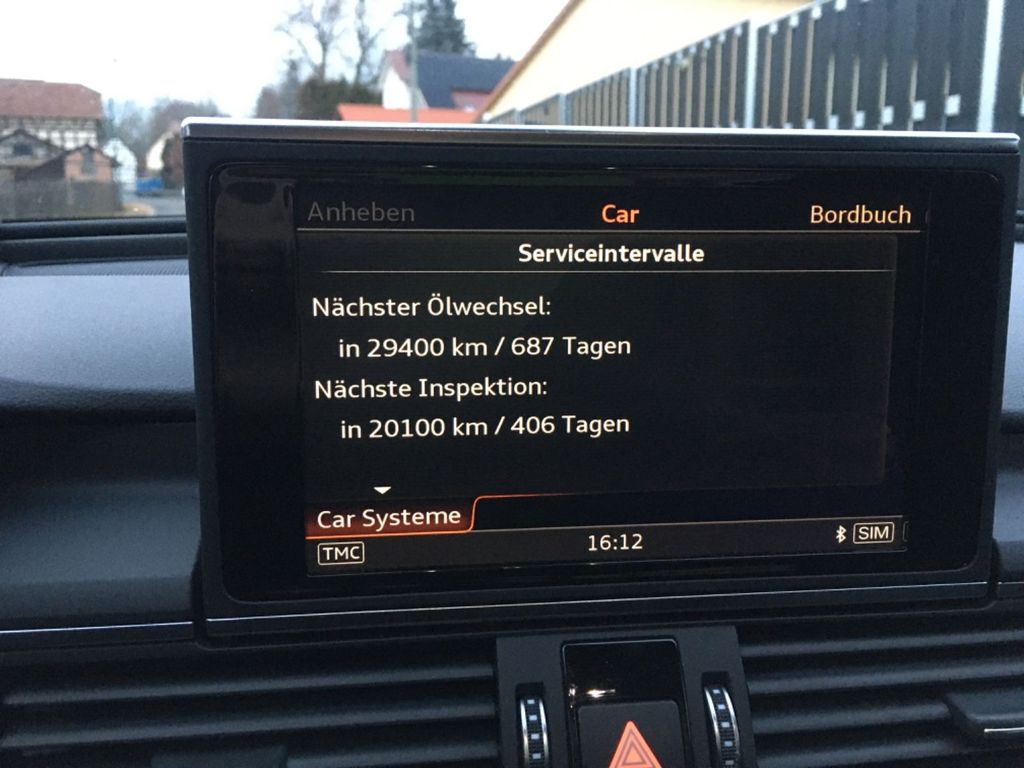 Anheben Car Bordbuch
Serviceintervalle
Nächster Ölwechsel:
in 29400 km / 687 Tagen
Nächste Inspektion:
in 20100 km / 406 Tagen
Car Systeme
TMC 16:12 SIM